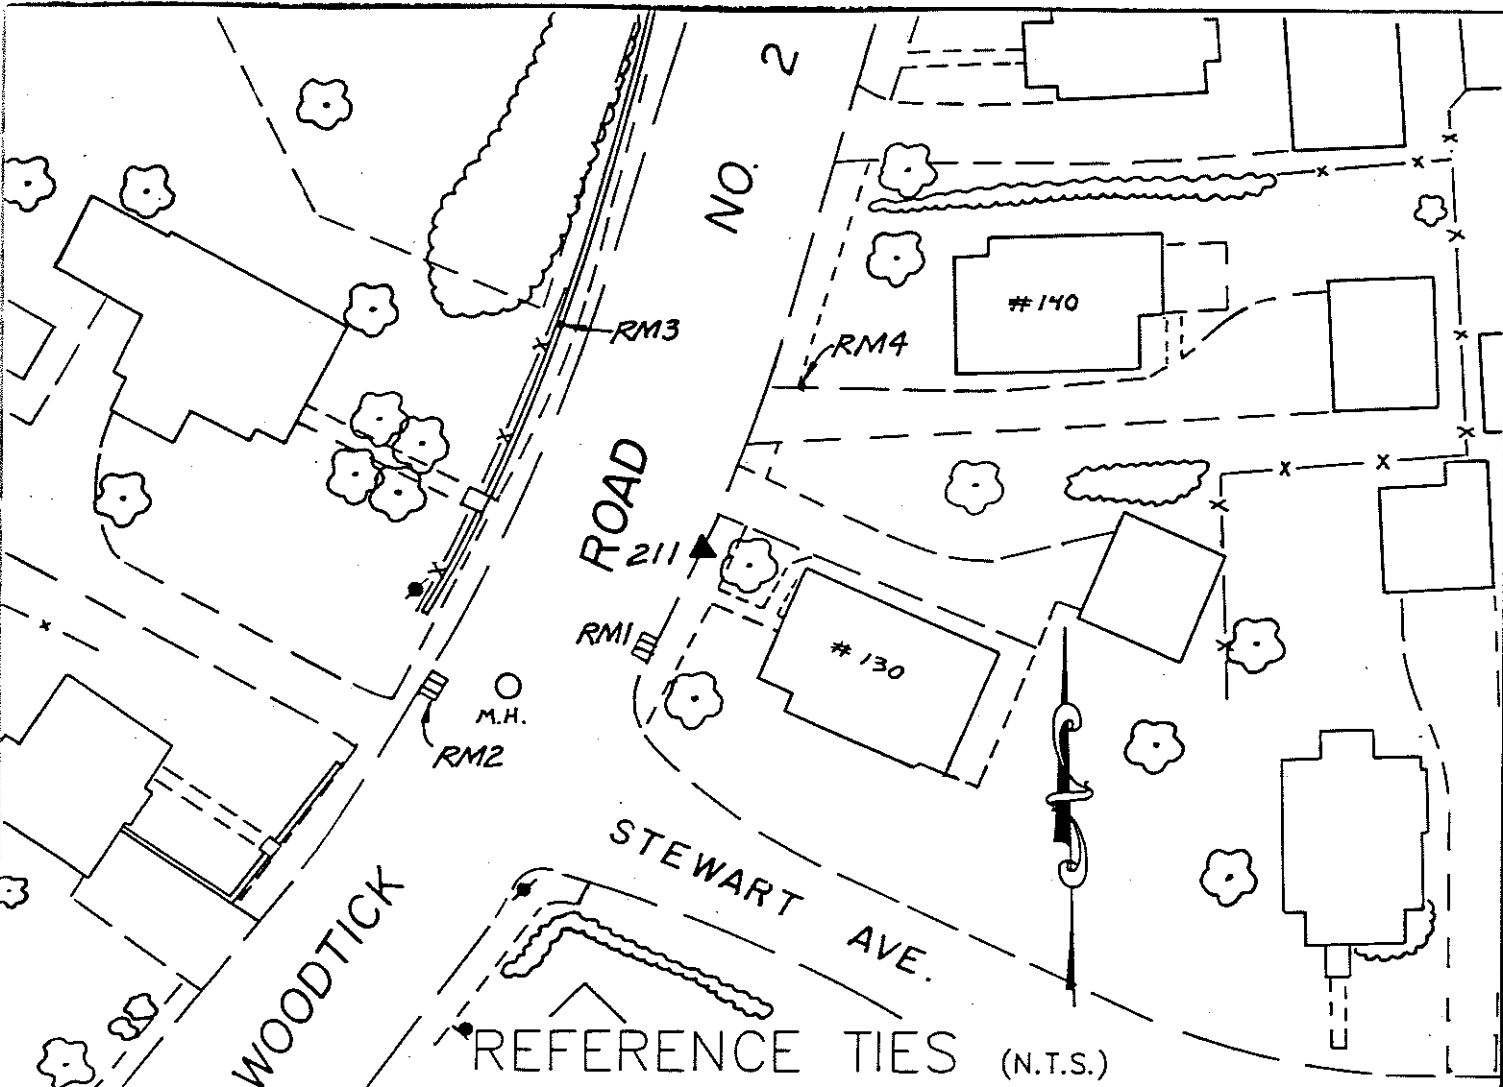 2
NO.
ROAD
WOODTICK
RM3
RM4
#140
211
RM1
#130
M.H.
RM2
STEWART AVE.
REFERENCE TIES (N.T.S.)